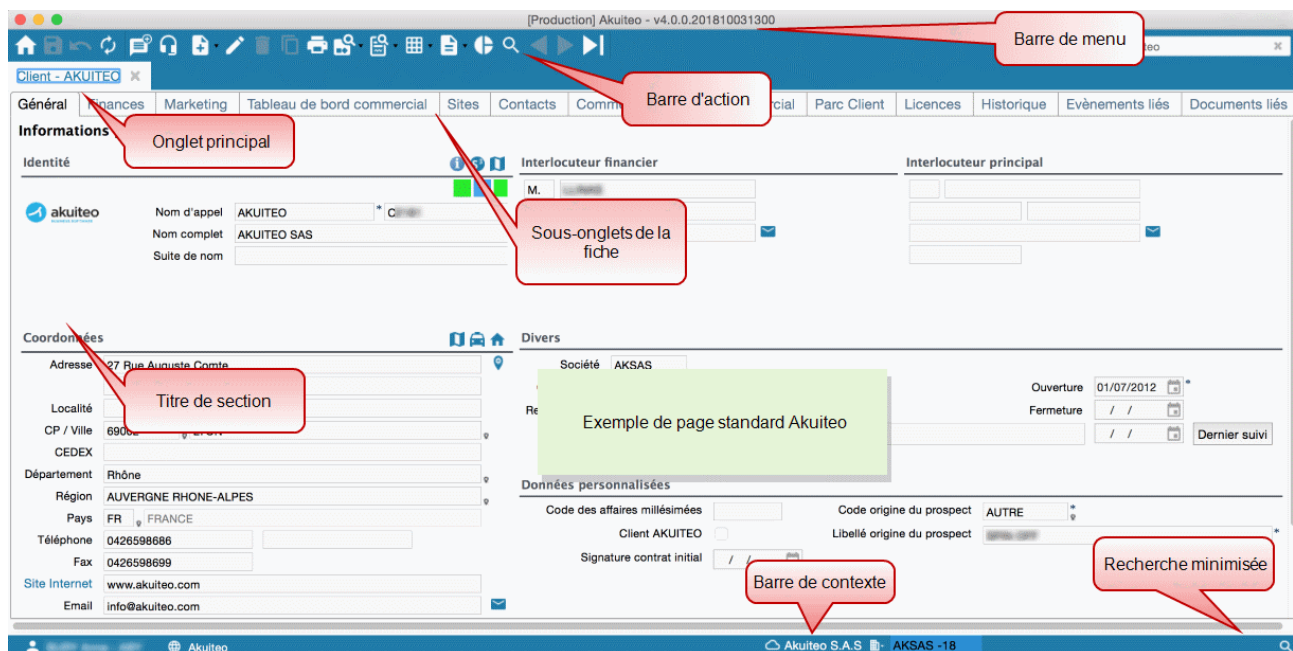 [Production] Akuiteo - v4.0.0.201810031300
Barre de menu
teo
Client - AKUITEO
Barre d'action
Général Finances Marketing Tableau de bord commercial Sites Contacts Parc Client Licences Historique Evènements liés Documents liés
Informations
Onglet principal
Identité Interlocuteur financier Interlocuteur principal
M.
akuiteo
Nom d'appel AKUITEO * C
Nom complet AKUITEO SAS
Suite de nom
Sous-onglets de la
fiche
Coordonnées Divers
Adresse 27 Rue Auguste Comte Société AKSAS
Ouverture 01/07/2012 *
Titre de section
Exemple de page standard Akuiteo
Localité Fermeture / /
CP / Ville / / Dernier suivi
CEDEX
Département Rhône
Données personnalisées
Région AUVERGNE RHONE-ALPES
Code des affaires millésimées Code origine du prospect AUTRE *
Pays FR FRANCE
Client AKUITEO Libellé origine du prospect *
Téléphone 0426598686
Signature contrat initial / /
Fax 0426598699
Recherche minimisée
Barre de contexte
Site Internet www.akuiteo.com
Email info@akuiteo.com
Akuiteo Akuiteo S.A.S AKSAS -18